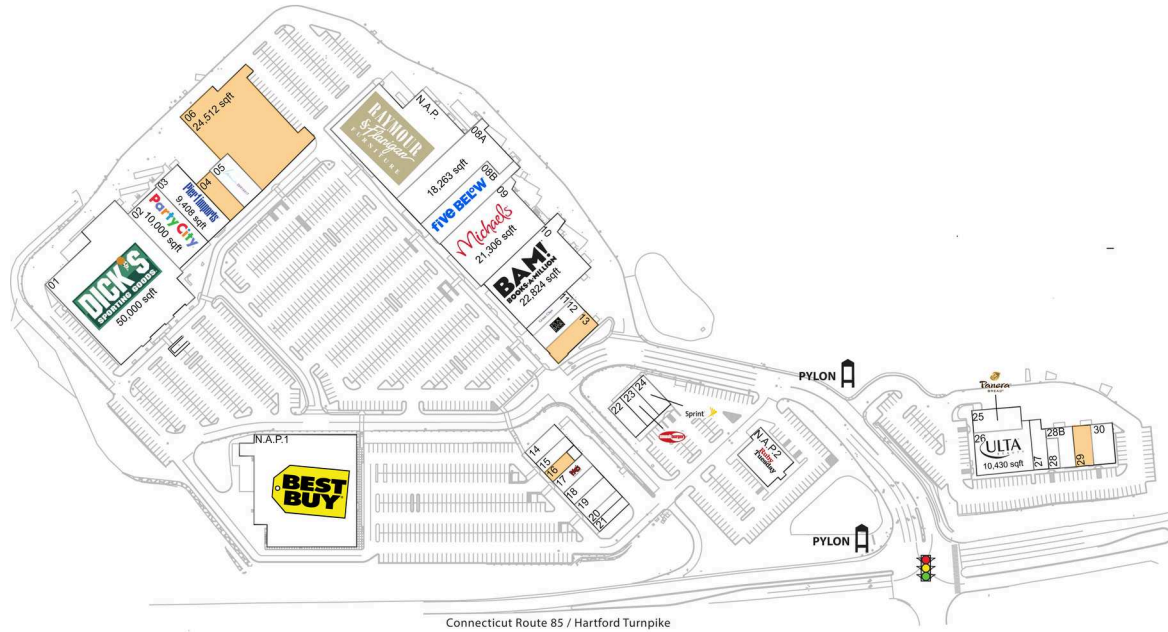 06
24,512 sqft
05
04
03
Pier1 imports
9,408 sqft
02
Party City
10,000 sqft
01
DICK'S
SPORTING GOODS
50,000 sqft
N.A.P.
RAYMOUR
& Flanigan
FURNITURE
08A
18,263 sqft
08B
five BELOW
09
Michaels
21,306 sqft
10
BAM!
BOOKS-A-MILLION
22,824 sqft
11
12
13
PYLON
22
23
24
Sprint
N.A.P.2
Ruby
Tuesday
14
15
16
17
18
19
20
21
N.A.P.1
BEST
BUY
Panera
BREAD
25
26
ULTA
10,430 sqft
27
28B
28
29
30
PYLON
Connecticut Route 85 / Hartford Turnpike